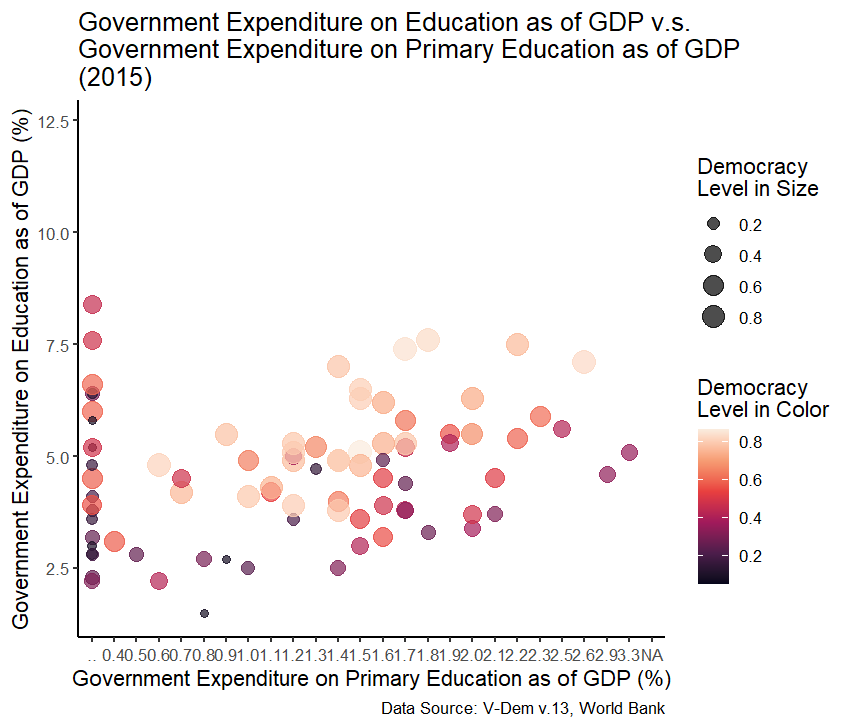 Government Expenditure on Education as of GDP v.s.
Government Expenditure on Primary Education as of GDP
(2015)
Government Expenditure on Education as of GDP (%)
12.5
10.0
7.5
5.0
2.5
.. 0.40.50.60.70.80.91.01.11.21.31.41.51.61.71.81.92.02.12.22.32.52.62.93.3NA
Government Expenditure on Primary Education as of GDP (%)
Democracy
Level in Size
0.2
0.4
0.6
0.8
Democracy
Level in Color
0.8
0.6
0.4
0.2
Data Source: V-Dem v.13, World Bank